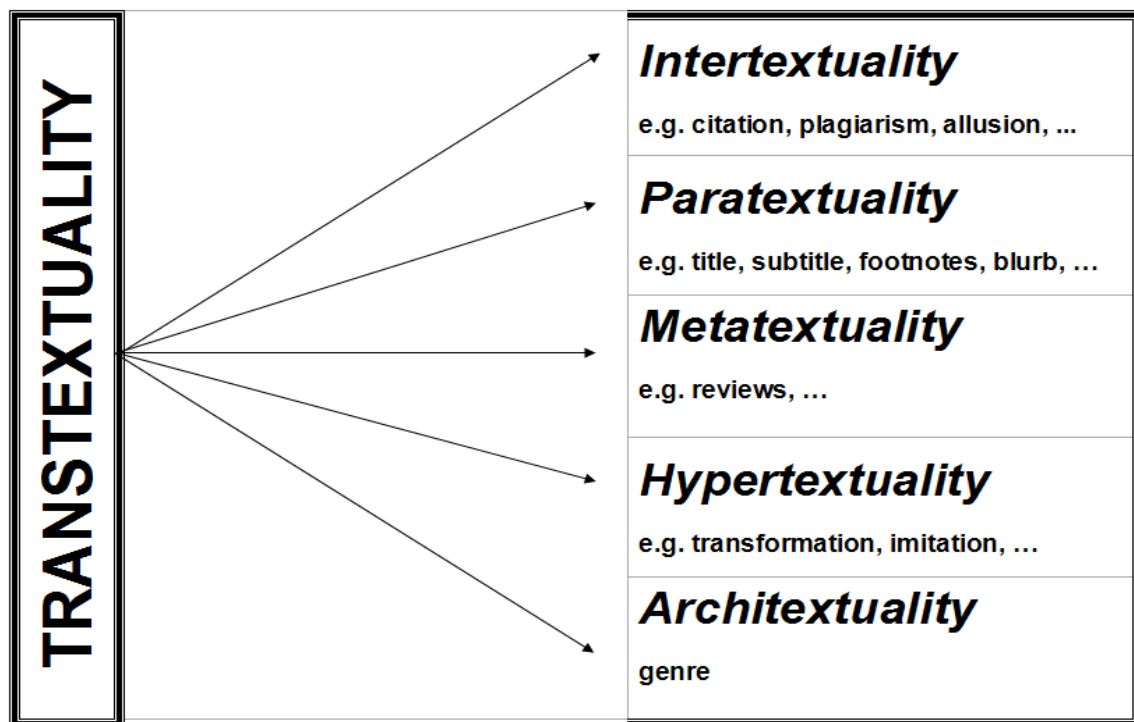 TRANSTEXTUALITY
Intertextuality
e.g. citation, plagiarism, allusion, ...
Paratextuality
e.g. title, subtitle, footnotes, blurb, …
Metatextuality
e.g. reviews, …
Hypertextuality
e.g. transformation, imitation, …
Architextuality
genre